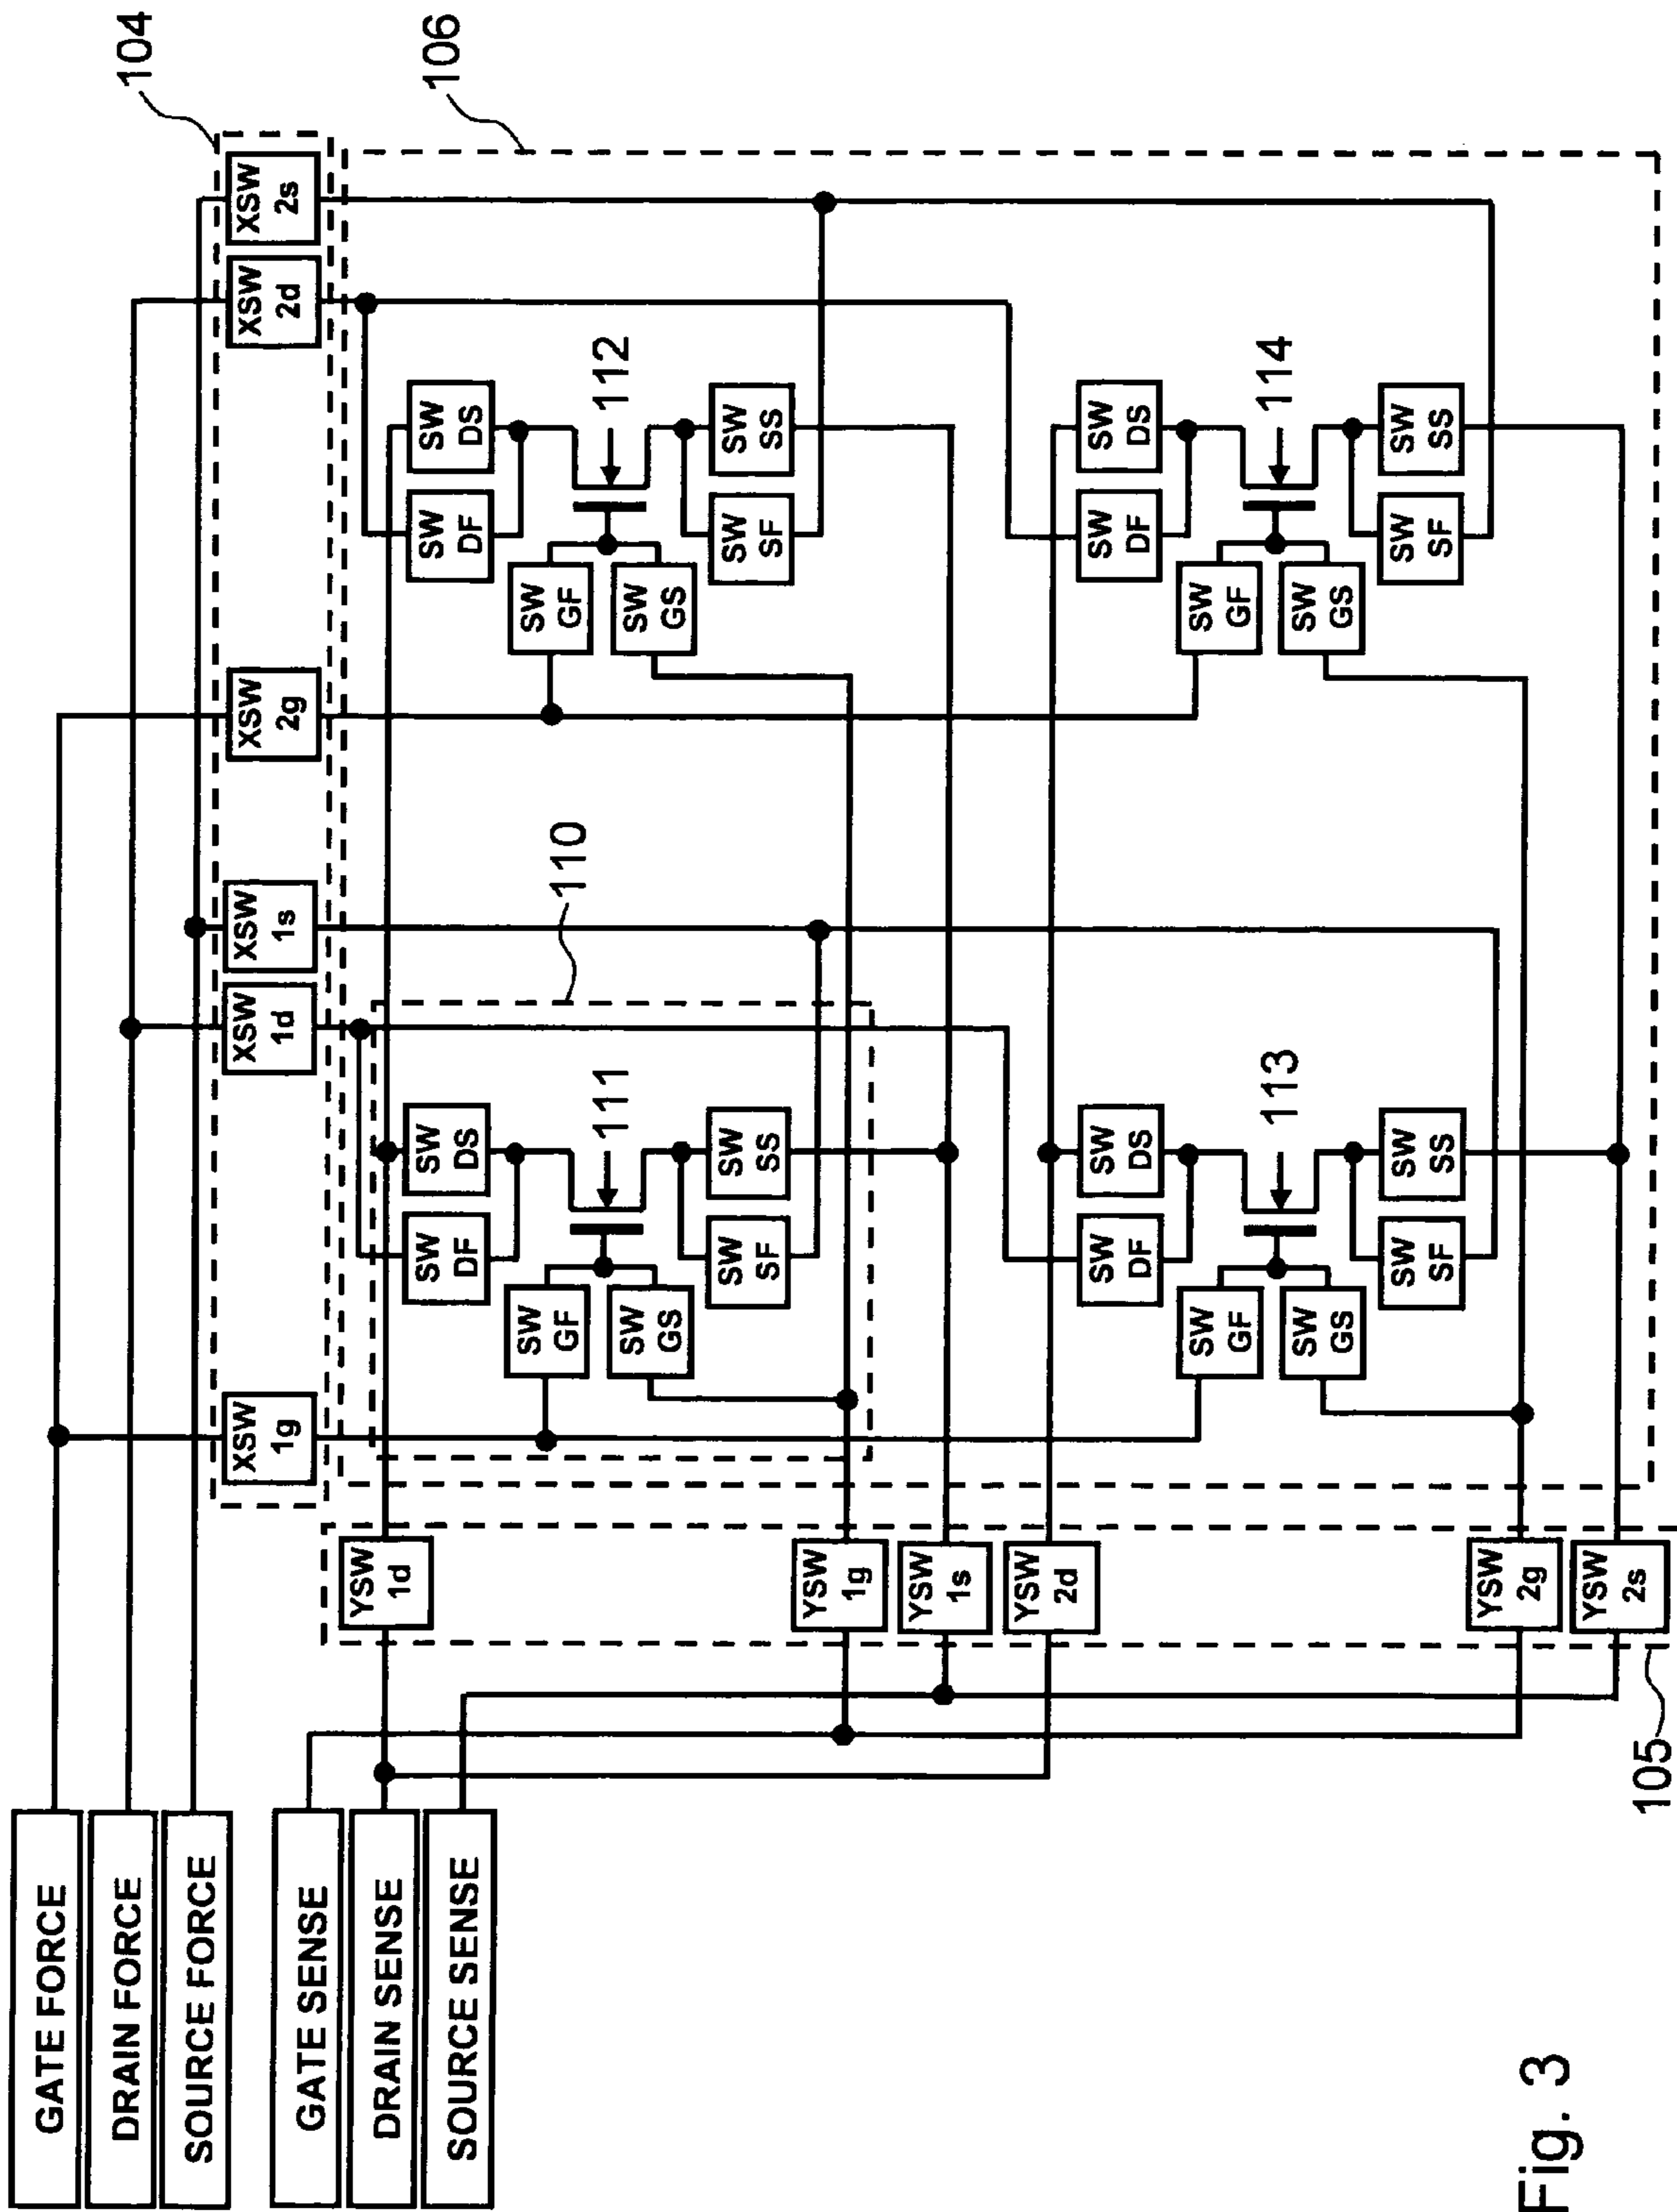 GATE FORCE
DRAIN FORCE
SOURCE FORCE
GATE SENSE
DRAIN SENSE
SOURCE SENSE
104
XSW
1g
XSW
1d
XSW
1s
XSW
2g
XSW
2d
XSW
2s
106
110
105
YSW
1d
YSW
1g
YSW
1s
YSW
2d
YSW
2g
YSW
2s
SW
DF
SW
DS
SW
GF
SW
GS
111
SW
SF
SW
SS
SW
DF
SW
DS
SW
GF
SW
GS
112
SW
SF
SW
SS
SW
DF
SW
DS
SW
GF
SW
GS
113
SW
SF
SW
SS
SW
DF
SW
DS
SW
GF
SW
GS
114
SW
SF
SW
SS
Fig. 3